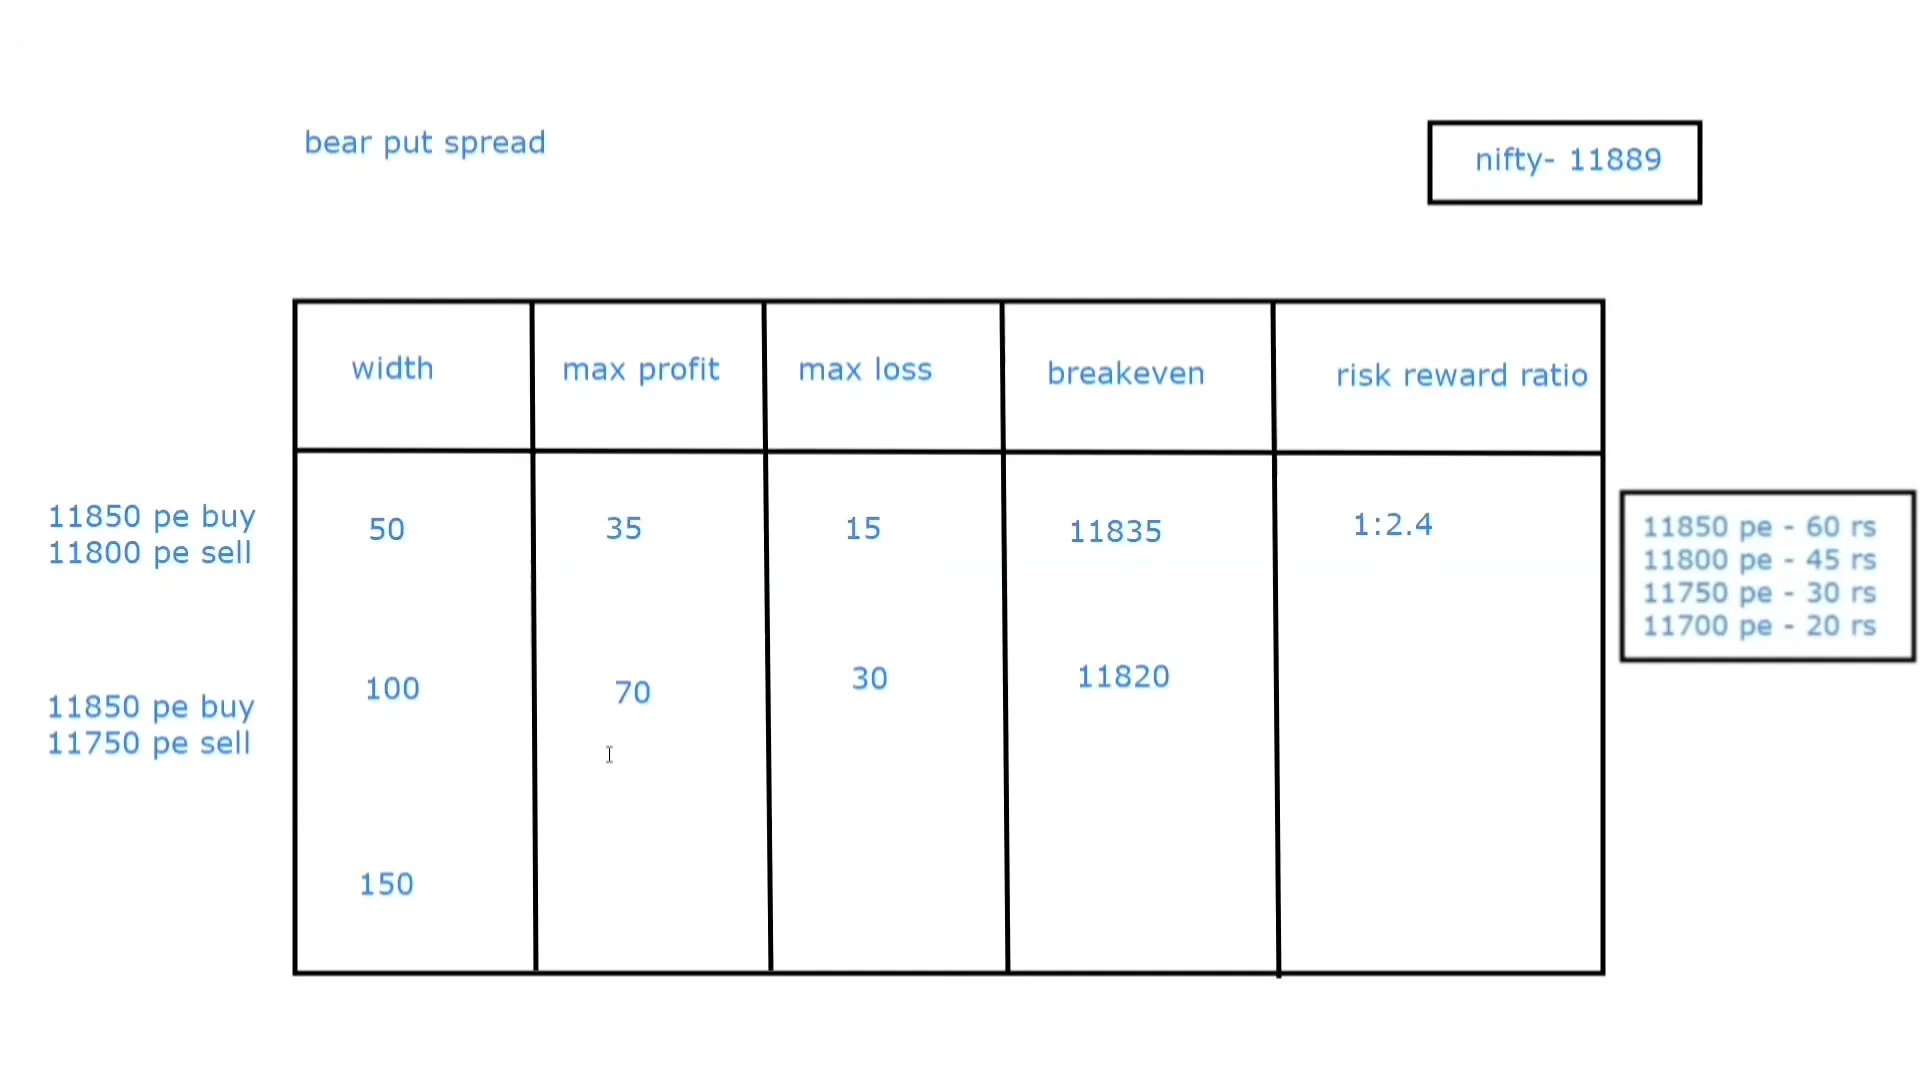 bear put spread
nifty- 11889
width
max profit
max loss
breakeven
risk reward ratio
11850 pe buy
11800 pe sell
50
35
15
11835
1:2.4
11850 pe - 60 rs
11800 pe - 45 rs
11750 pe - 30 rs
11700 pe - 20 rs
11850 pe buy
11750 pe sell
100
70
30
11820
150